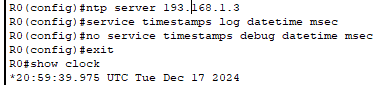 R0(config)#ntp server 193.168.1.3
R0(config)#service timestamps log datetime msec
R0(config)#no service timestamps debug datetime msec
R0(config)#exit
R0#show clock
*20:59:39.975 UTC Tue Dec 17 2024